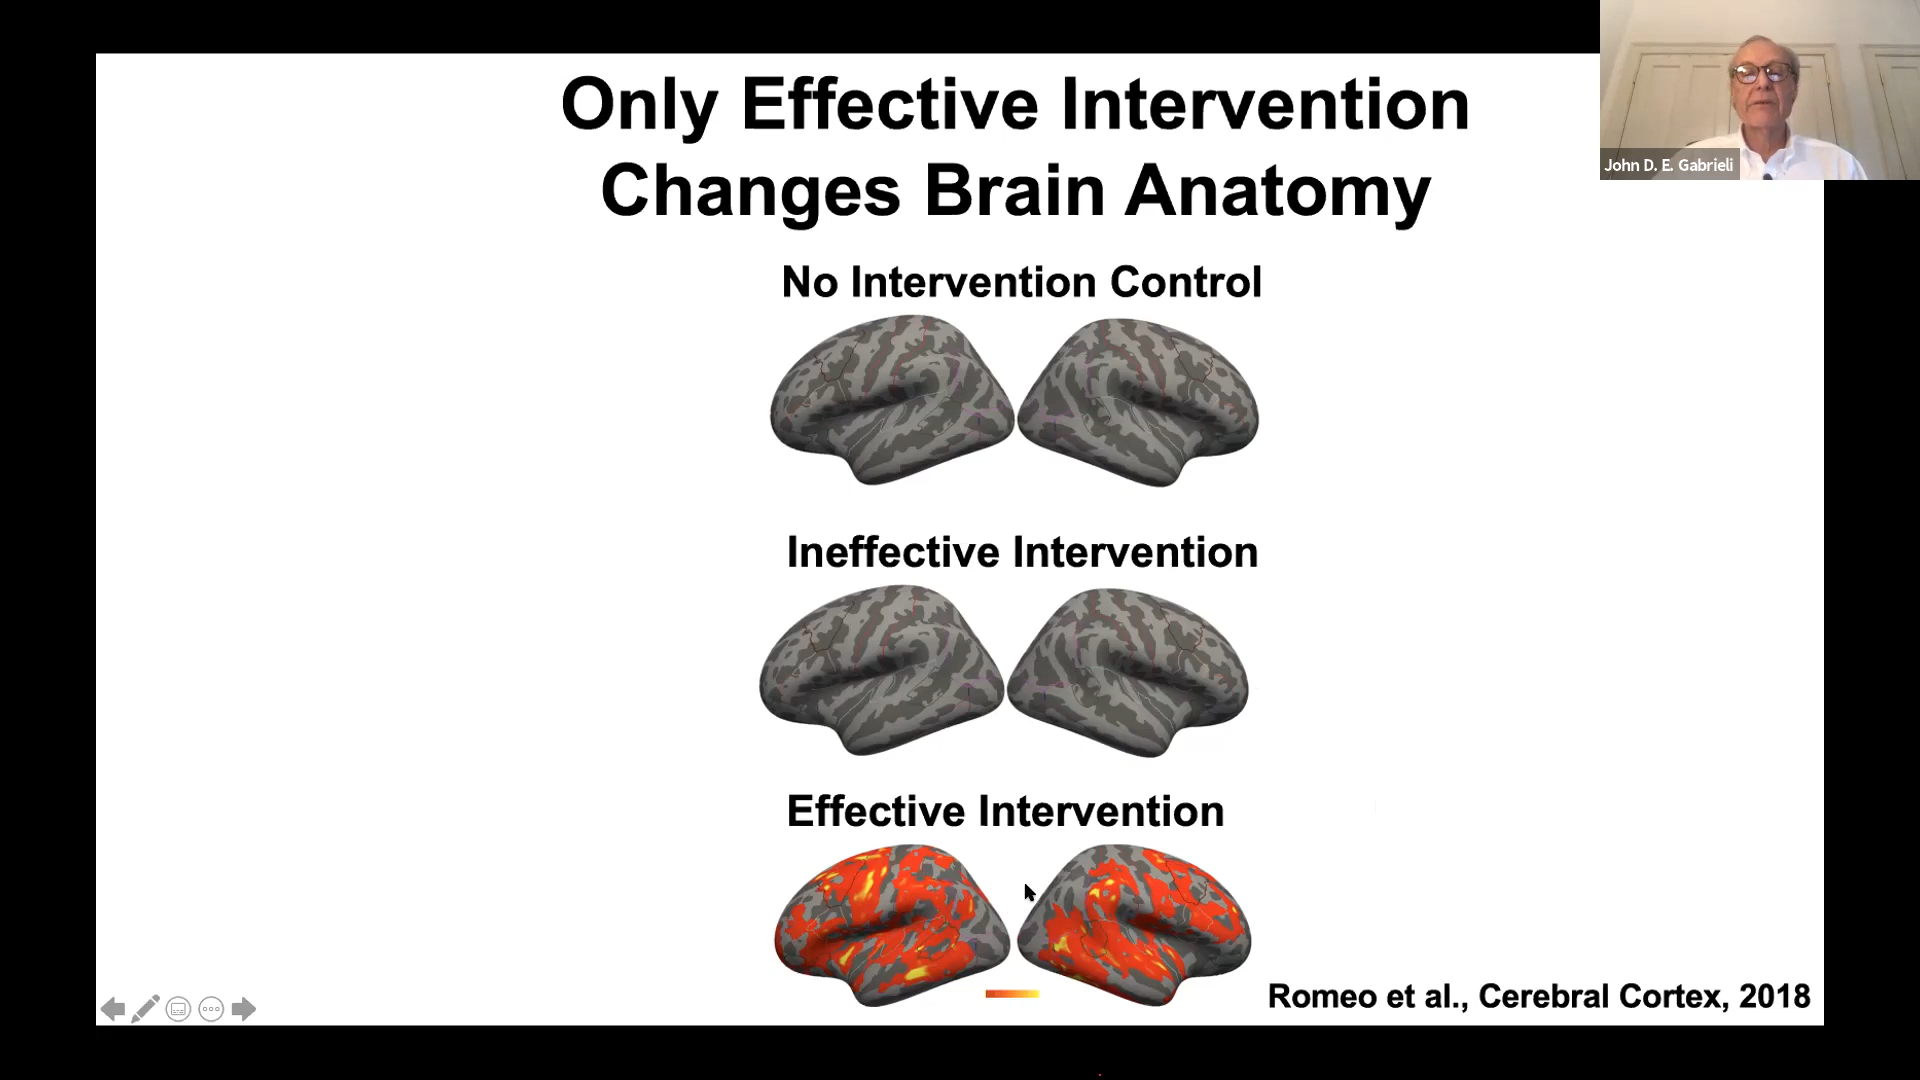 Only Effective Intervention
Changes Brain Anatomy
John D. E. Gabrieli
No Intervention Control
Ineffective Intervention
Effective Intervention
Romeo et al., Cerebral Cortex, 2018